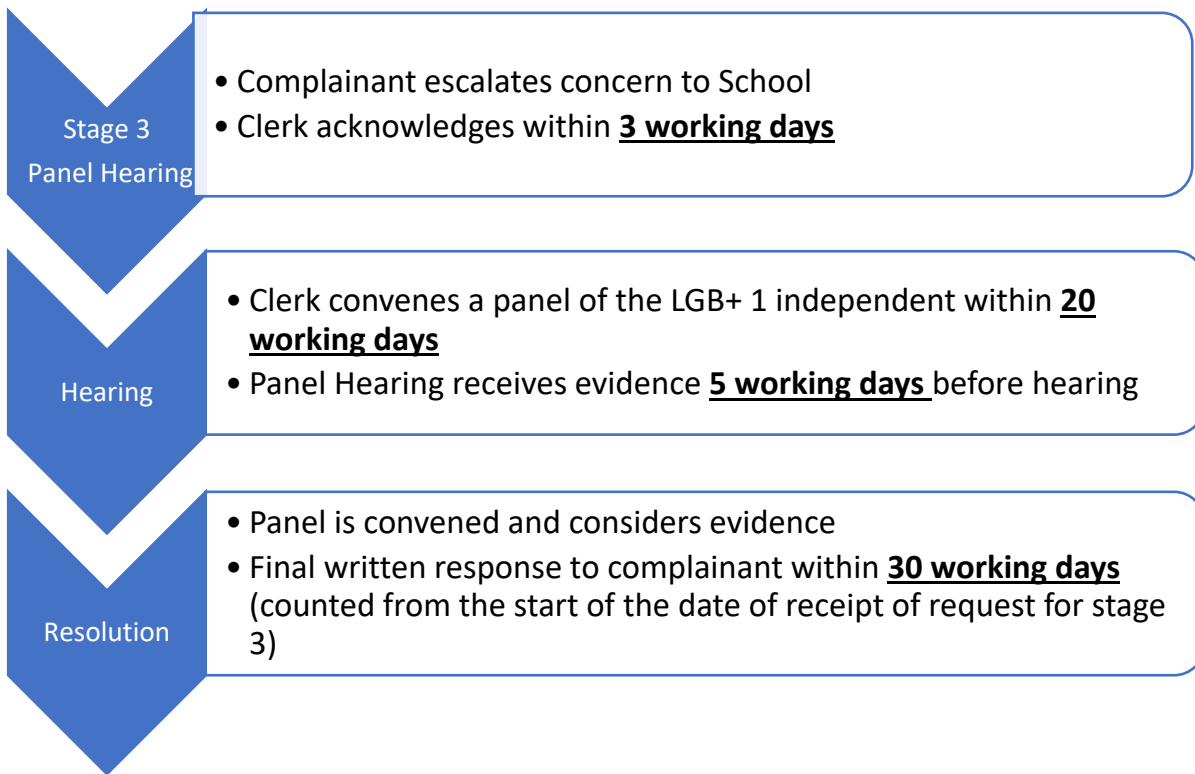 Stage 3
Panel Hearing
• Complainant escalates concern to School
• Clerk acknowledges within 3 working days
Hearing
• Clerk convenes a panel of the LGB+ 1 independent within 20
working days
• Panel Hearing receives evidence 5 working days before hearing
Resolution
• Panel is convened and considers evidence
• Final written response to complainant within 30 working days
(counted from the start of the date of receipt of request for stage
3)